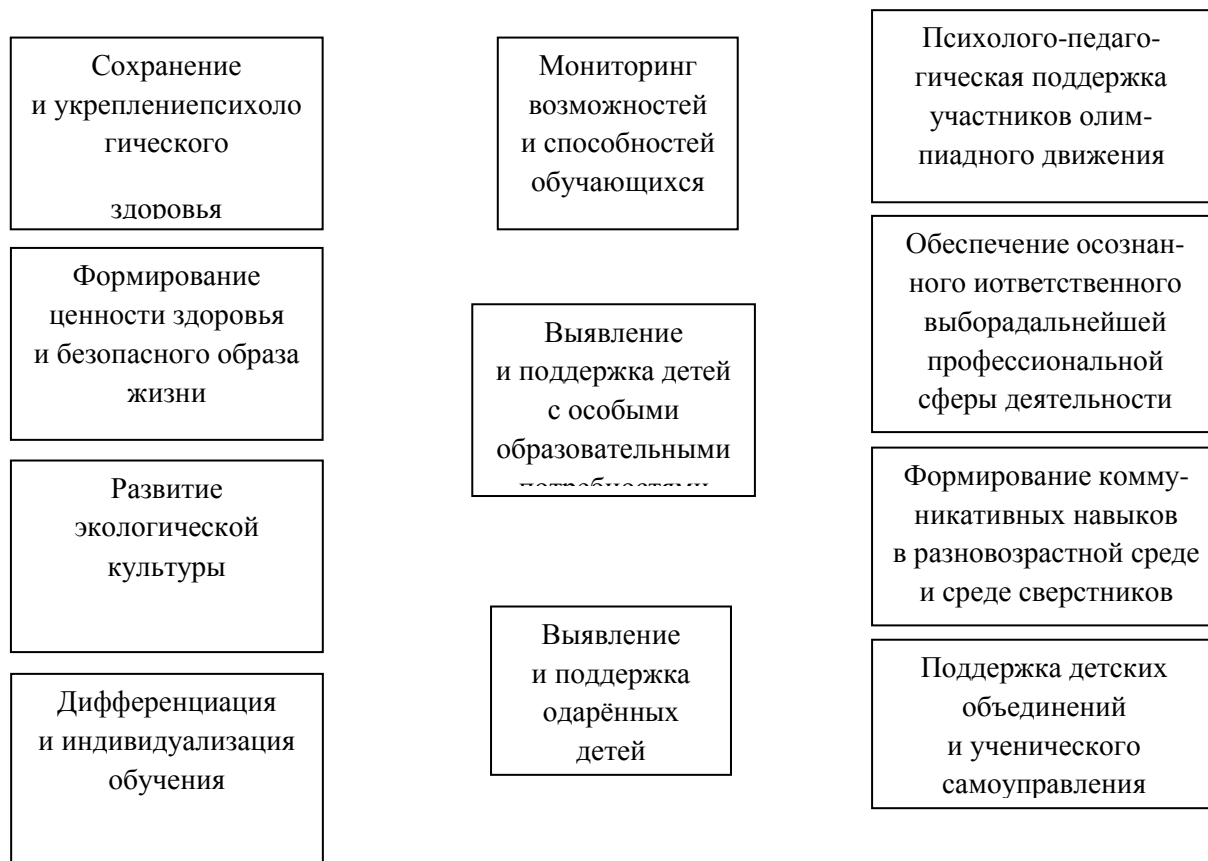 Сохранение
и укреплениепсихоло
гического
здоровья
Формирование
ценности здоровья
и безопасного образа
жизни
Развитие
экологической
культуры
Дифференциация
и индивидуализация
обучения
Мониторинг
возможностей
и способностей
обучающихся
Выявление
и поддержка детей
с особыми
образовательными
потребностями
Выявление
и поддержка
одарённых
детей
Психолого-педаго-
гическая поддержка
участников олим-
пиадного движения
Обеспечение осознан-
ного иответственного
выборадальнейшей
профессиональной
сферы деятельности
Формирование комму-
никативных навыков
в разновозрастной среде
и среде сверстников
Поддержка детских
объединений
и ученического
самоуправления